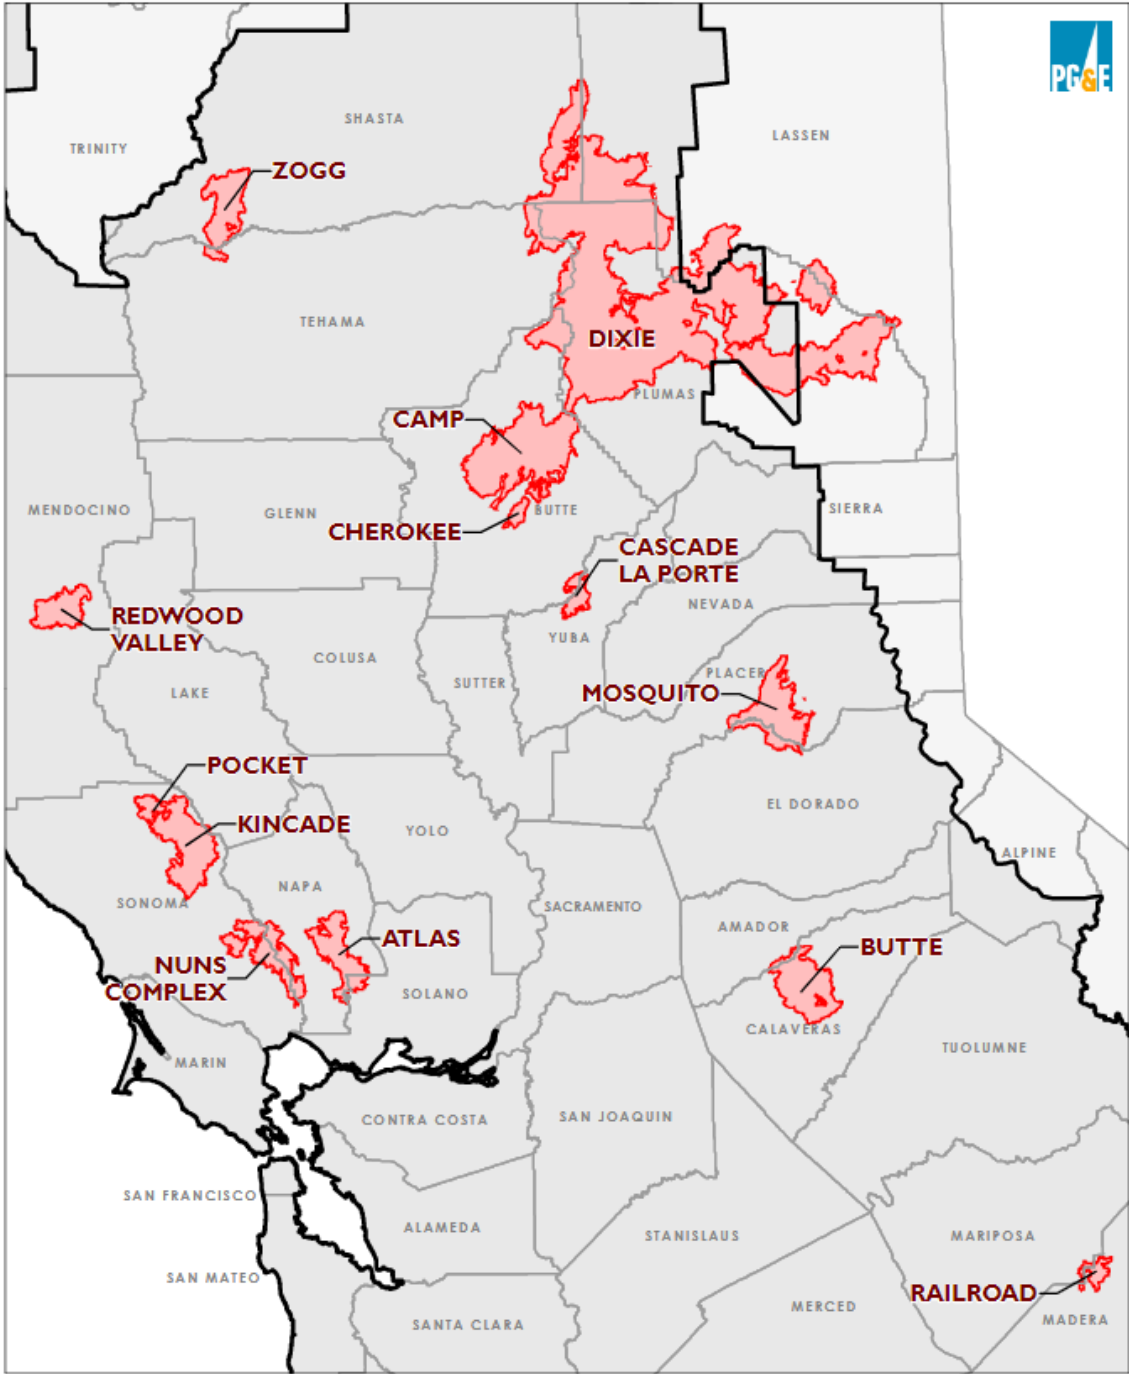 PG&E
SHASTA
LASSEN
TRINITY
ZOGG
TEHAMA
DIXIE
PLUMAS
CAMP
MENDOCINO
GLENN
BUTTE
SIERRA
CHEROKEE
CASCADE
LA PORTE
NEVADA
REDWOOD
VALLEY
YUBA
COLUSA
PLACER
SUTTER
LAKE
MOSQUITO
POCKET
EL DORADO
KINCADE
YOLO
ALPINE
NAPA
SONOMA
SACRAMENTO
AMADOR
ATLAS
BUTTE
NUNS
COMPLEX
SOLANO
CALAVERAS
TUOLUMNE
MARIN
CONTRA COSTA
SAN JOAQUIN
SAN FRANCISCO
ALAMEDA
STANISLAUS
MARIPOSA
SAN MATEO
RAILROAD
MERCED
MADERA
SANTA CLARA